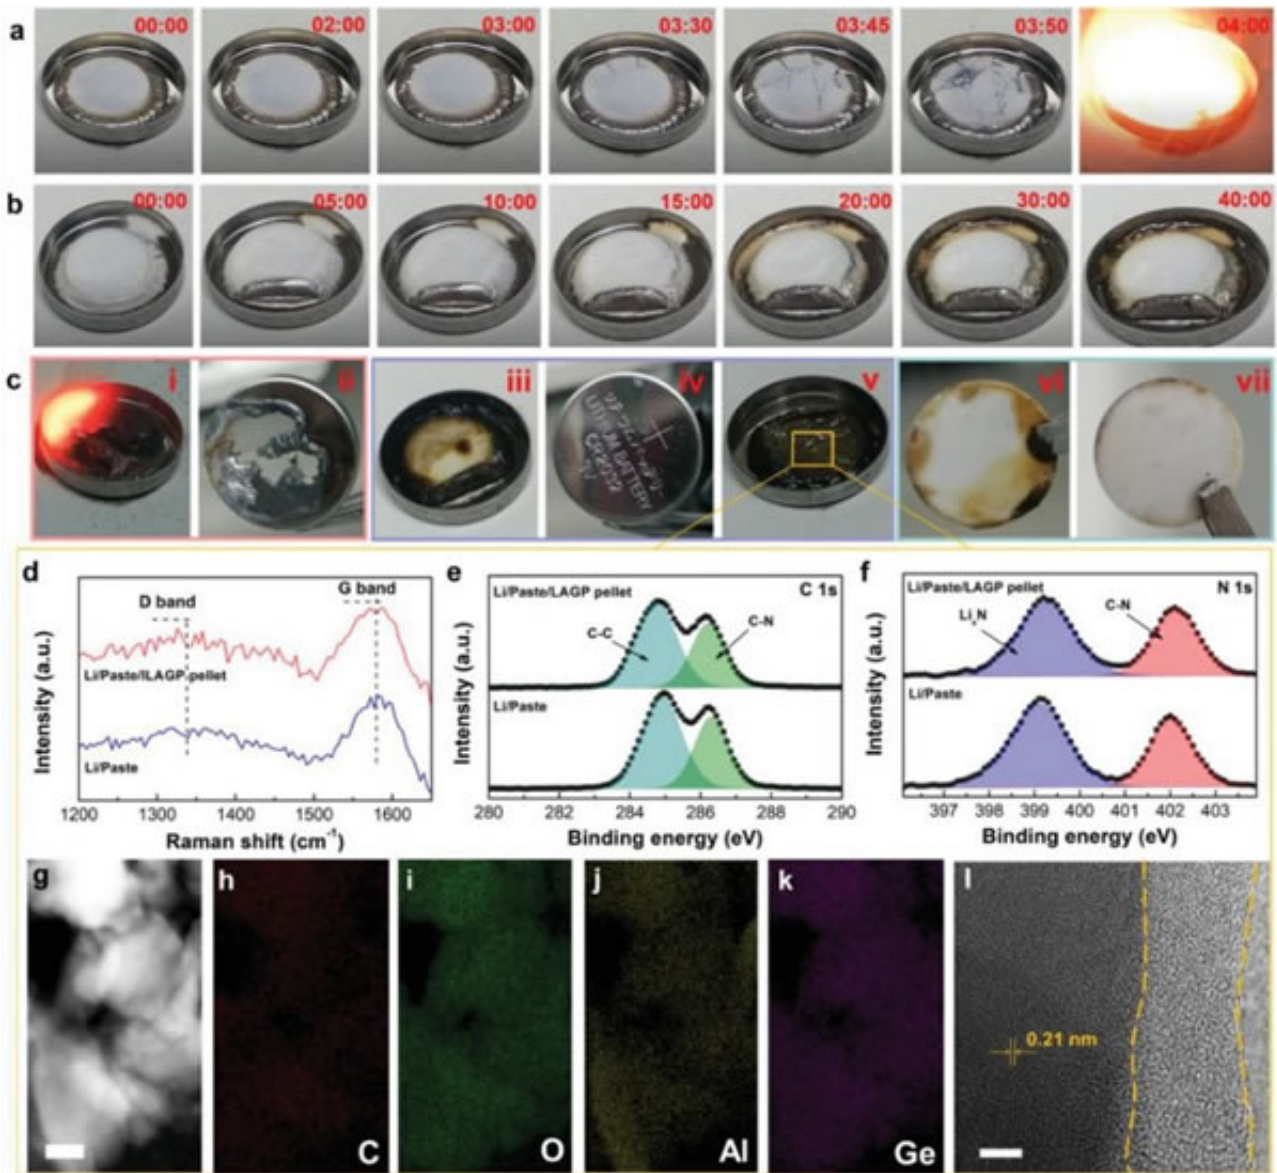 a 00:00 02:00 03:00 03:30 03:45 03:50 04:00
b 00:00 05:00 10:00 15:00 20:00 30:00 40:00
c i ii iii iv v vi vii
LITHIUM BATTERY
d
G band
D band
Li/Paste/lLAGP pellet
Li/Paste
Intensity (a.u.)
1200 1300 1400 1500 1600
Raman shift (cm⁻¹)
e
C 1s
Li/Paste/LAGP pellet
C-C
C-N
Li/Paste
Intensity (a.u.)
280 282 284 286 288 290
Binding energy (eV)
f
N 1s
Li/Paste/LAGP pellet
LiₓN
C-N
Li/Paste
Intensity (a.u.)
397 398 399 400 401 402 403
Binding energy (eV)
g
h
C
i
O
j
Al
k
Ge
l
0.21 nm